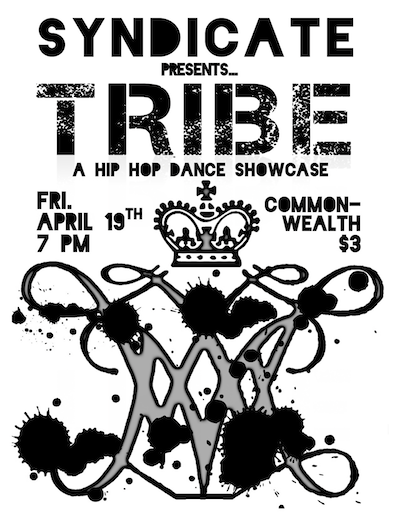 SYNDICATE
PRESENTS...
TRIBE
A HIP HOP DANCE SHOWCASE
FRI.
APRIL 19TH
7 PM
COMMON-
WEALTH
$3